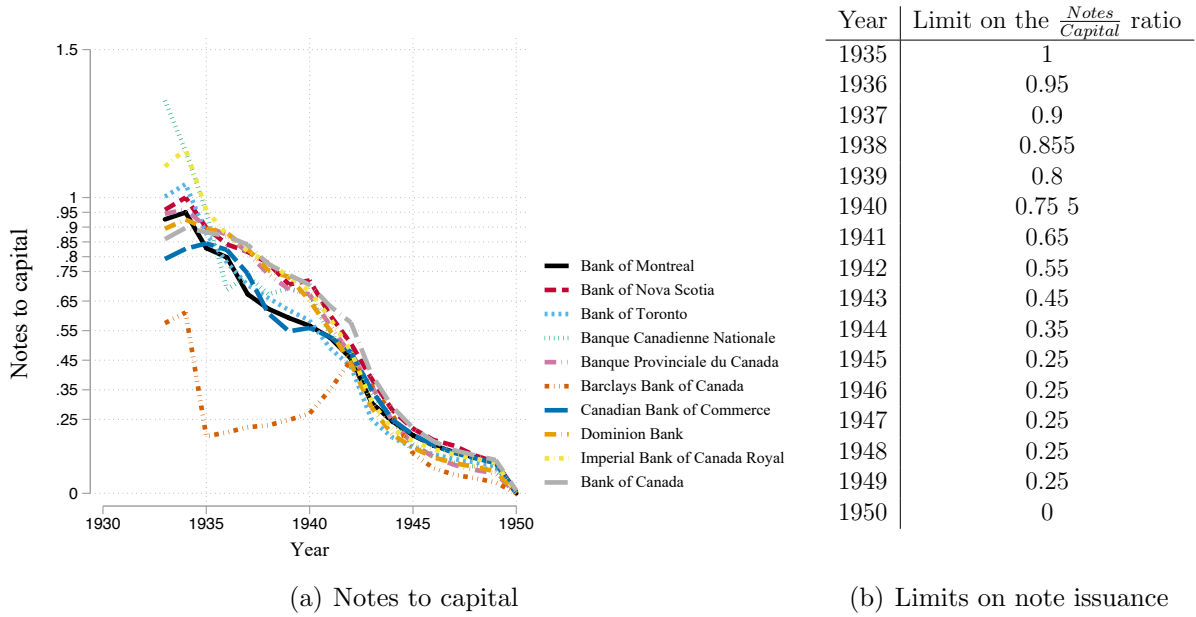 Notes to capital
1.5
1
.95
.9
.85
.8
.75
.65
.55
.45
.35
.25
0
1930 1935 1940 1945 1950
Year
Bank of Montreal
Bank of Nova Scotia
Bank of Toronto
Banque Canadienne Nationale
Banque Provinciale du Canada
Barclays Bank of Canada
Canadian Bank of Commerce
Dominion Bank
Imperial Bank of Canada Royal
Bank of Canada
(a) Notes to capital
Year Limit on the Notes/Capital ratio
1935 1
1936 0.95
1937 0.9
1938 0.855
1939 0.8
1940 0.75 5
1941 0.65
1942 0.55
1943 0.45
1944 0.35
1945 0.25
1946 0.25
1947 0.25
1948 0.25
1949 0.25
1950 0
(b) Limits on note issuance